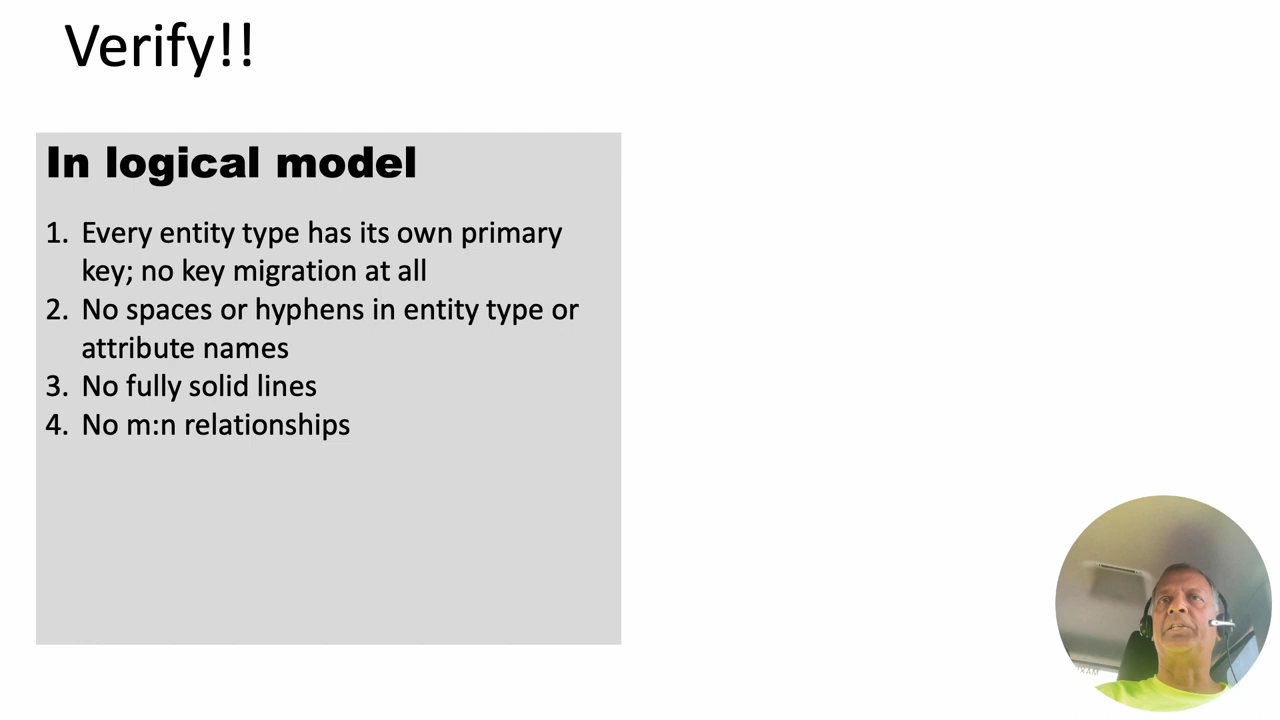 Verify!!
In logical model
1. Every entity type has its own primary
key; no key migration at all
2. No spaces or hyphens in entity type or
attribute names
3. No fully solid lines
4. No m:n relationships